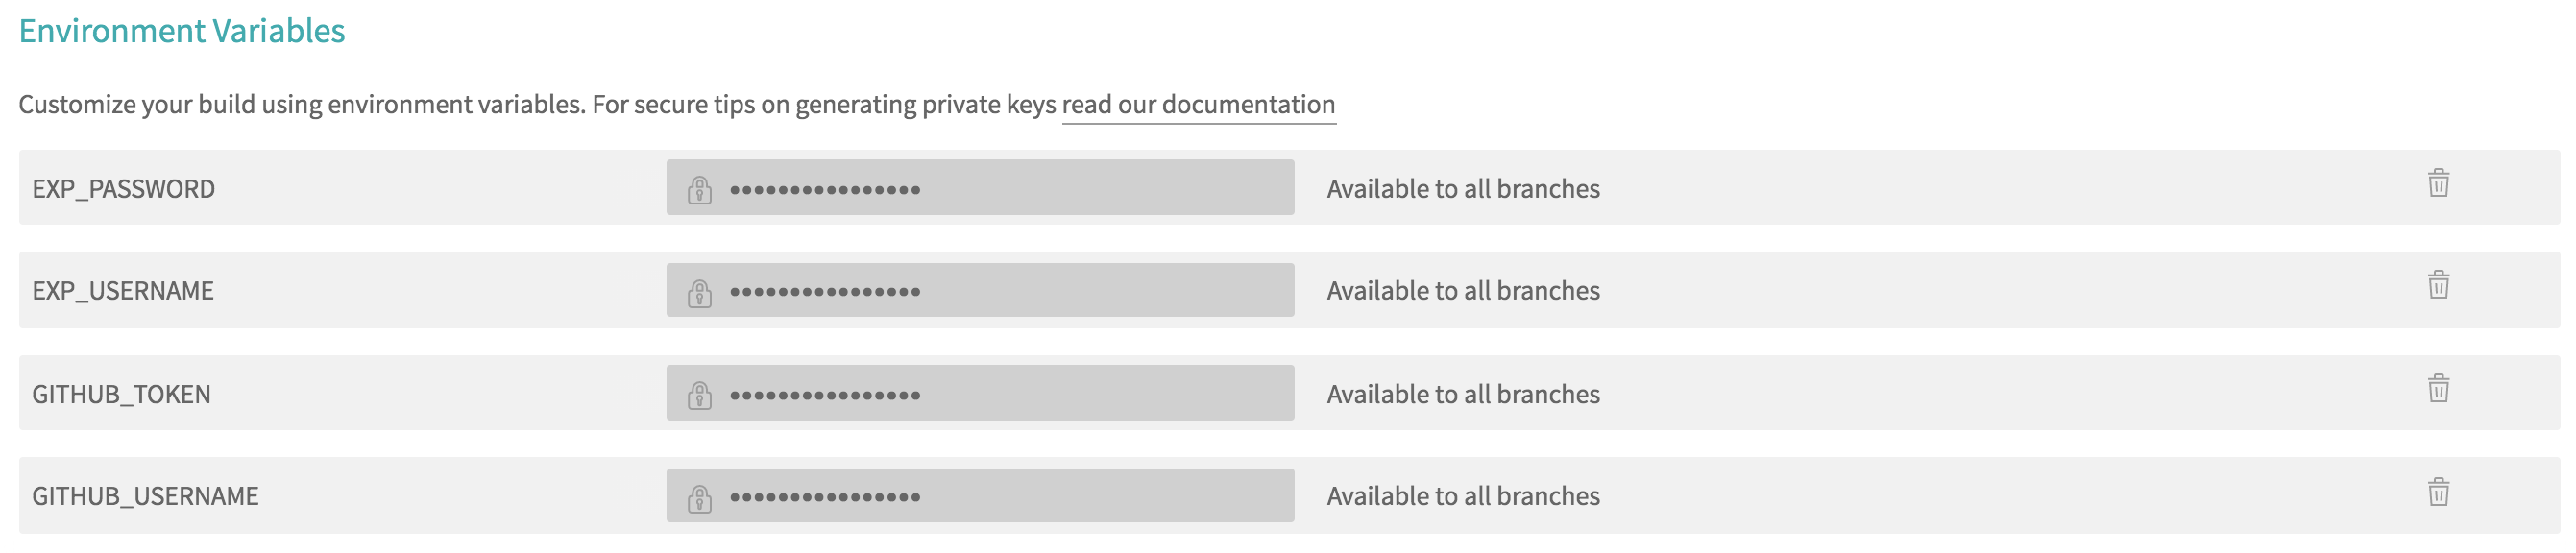 Environment Variables
Customize your build using environment variables. For secure tips on generating private keys read our documentation
EXP_PASSWORD •••••••••••••••• Available to all branches
EXP_USERNAME •••••••••••••••• Available to all branches
GITHUB_TOKEN •••••••••••••••• Available to all branches
GITHUB_USERNAME •••••••••••••••• Available to all branches